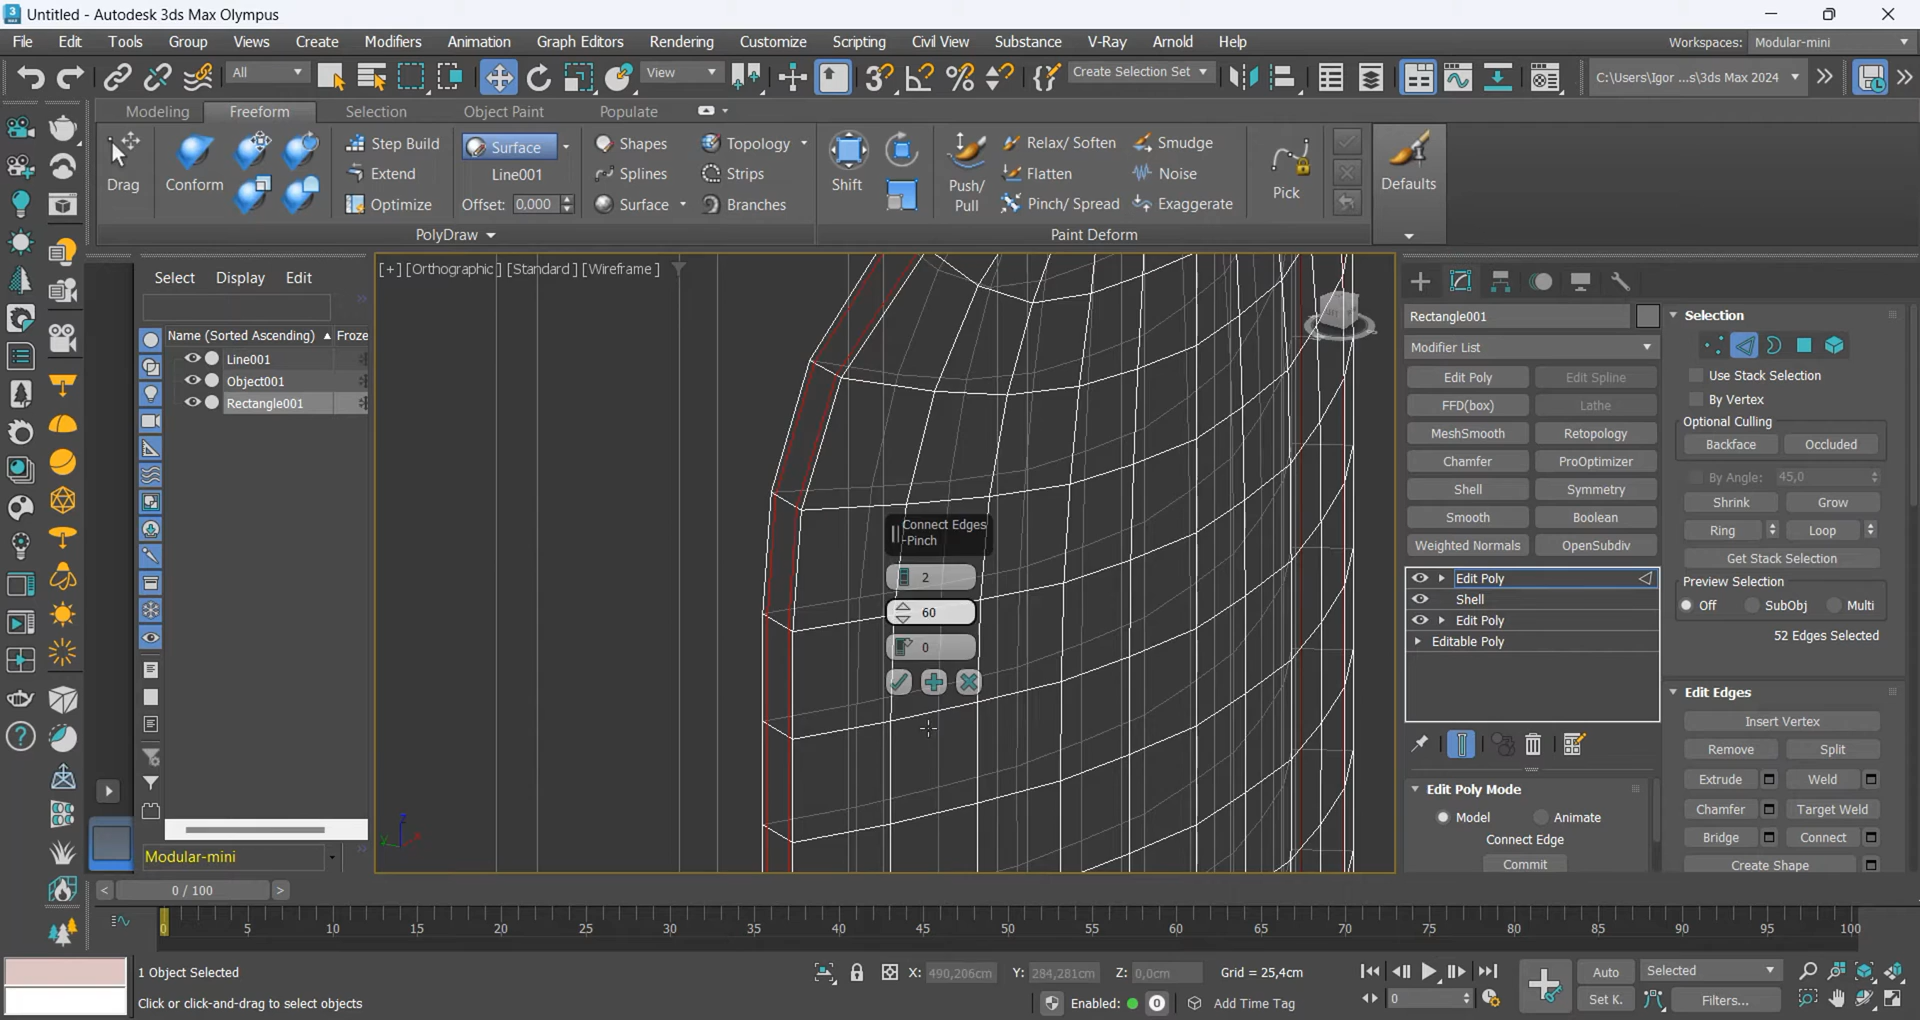 Untitled - Autodesk 3ds Max Olympus
File Edit Tools Group Views Create Modifiers Animation Graph Editors Rendering Customize Scripting Civil View Substance V-Ray Arnold Help Workspaces: Modular-mini
All View Create Selection Set C:\Users\Igor ...s\3ds Max 2024
Modeling Freeform Selection Object Paint Populate
Drag Conform Step Build Extend Optimize Surface Line001 Offset: 0,000 Shapes Splines Surface Topology Strips Branches
Shift Push/ Pull Relax/ Soften Flatten Pinch/ Spread Smudge Noise Exaggerate Pick Defaults
PolyDraw Paint Deform
Select Display Edit
Name (Sorted Ascending) Froze
Line001
Object001
Rectangle001
[+] [Orthographic] [Standard] [Wireframe]
Connect Edges
-Pinch
2
60
0
Rectangle001
Modifier List
Edit Poly Edit Spline
FFD(box) Lathe
MeshSmooth Retopology
Chamfer ProOptimizer
Shell Symmetry
Smooth Boolean
Weighted Normals OpenSubdiv
Edit Poly
Shell
Edit Poly
Editable Poly
Edit Poly Mode
Model Animate
Connect Edge
Commit
Selection
Use Stack Selection
By Vertex
Optional Culling
Backface Occluded
By Angle: 45,0
Shrink Grow
Ring Loop
Get Stack Selection
Preview Selection
Off SubObj Multi
52 Edges Selected
Edit Edges
Insert Vertex
Remove Split
Extrude Weld
Chamfer Target Weld
Bridge Connect
Create Shape
Modular-mini
0 / 100
0 5 10 15 20 25 30 35 40 45 50 55 60 65 70 75 80 85 90 95 100
1 Object Selected X: 490,206cm Y: 284,281cm Z: 0,0cm Grid = 25,4cm Auto Selected
Click or click-and-drag to select objects Enabled: 0 Add Time Tag 0 Set K. Filters...